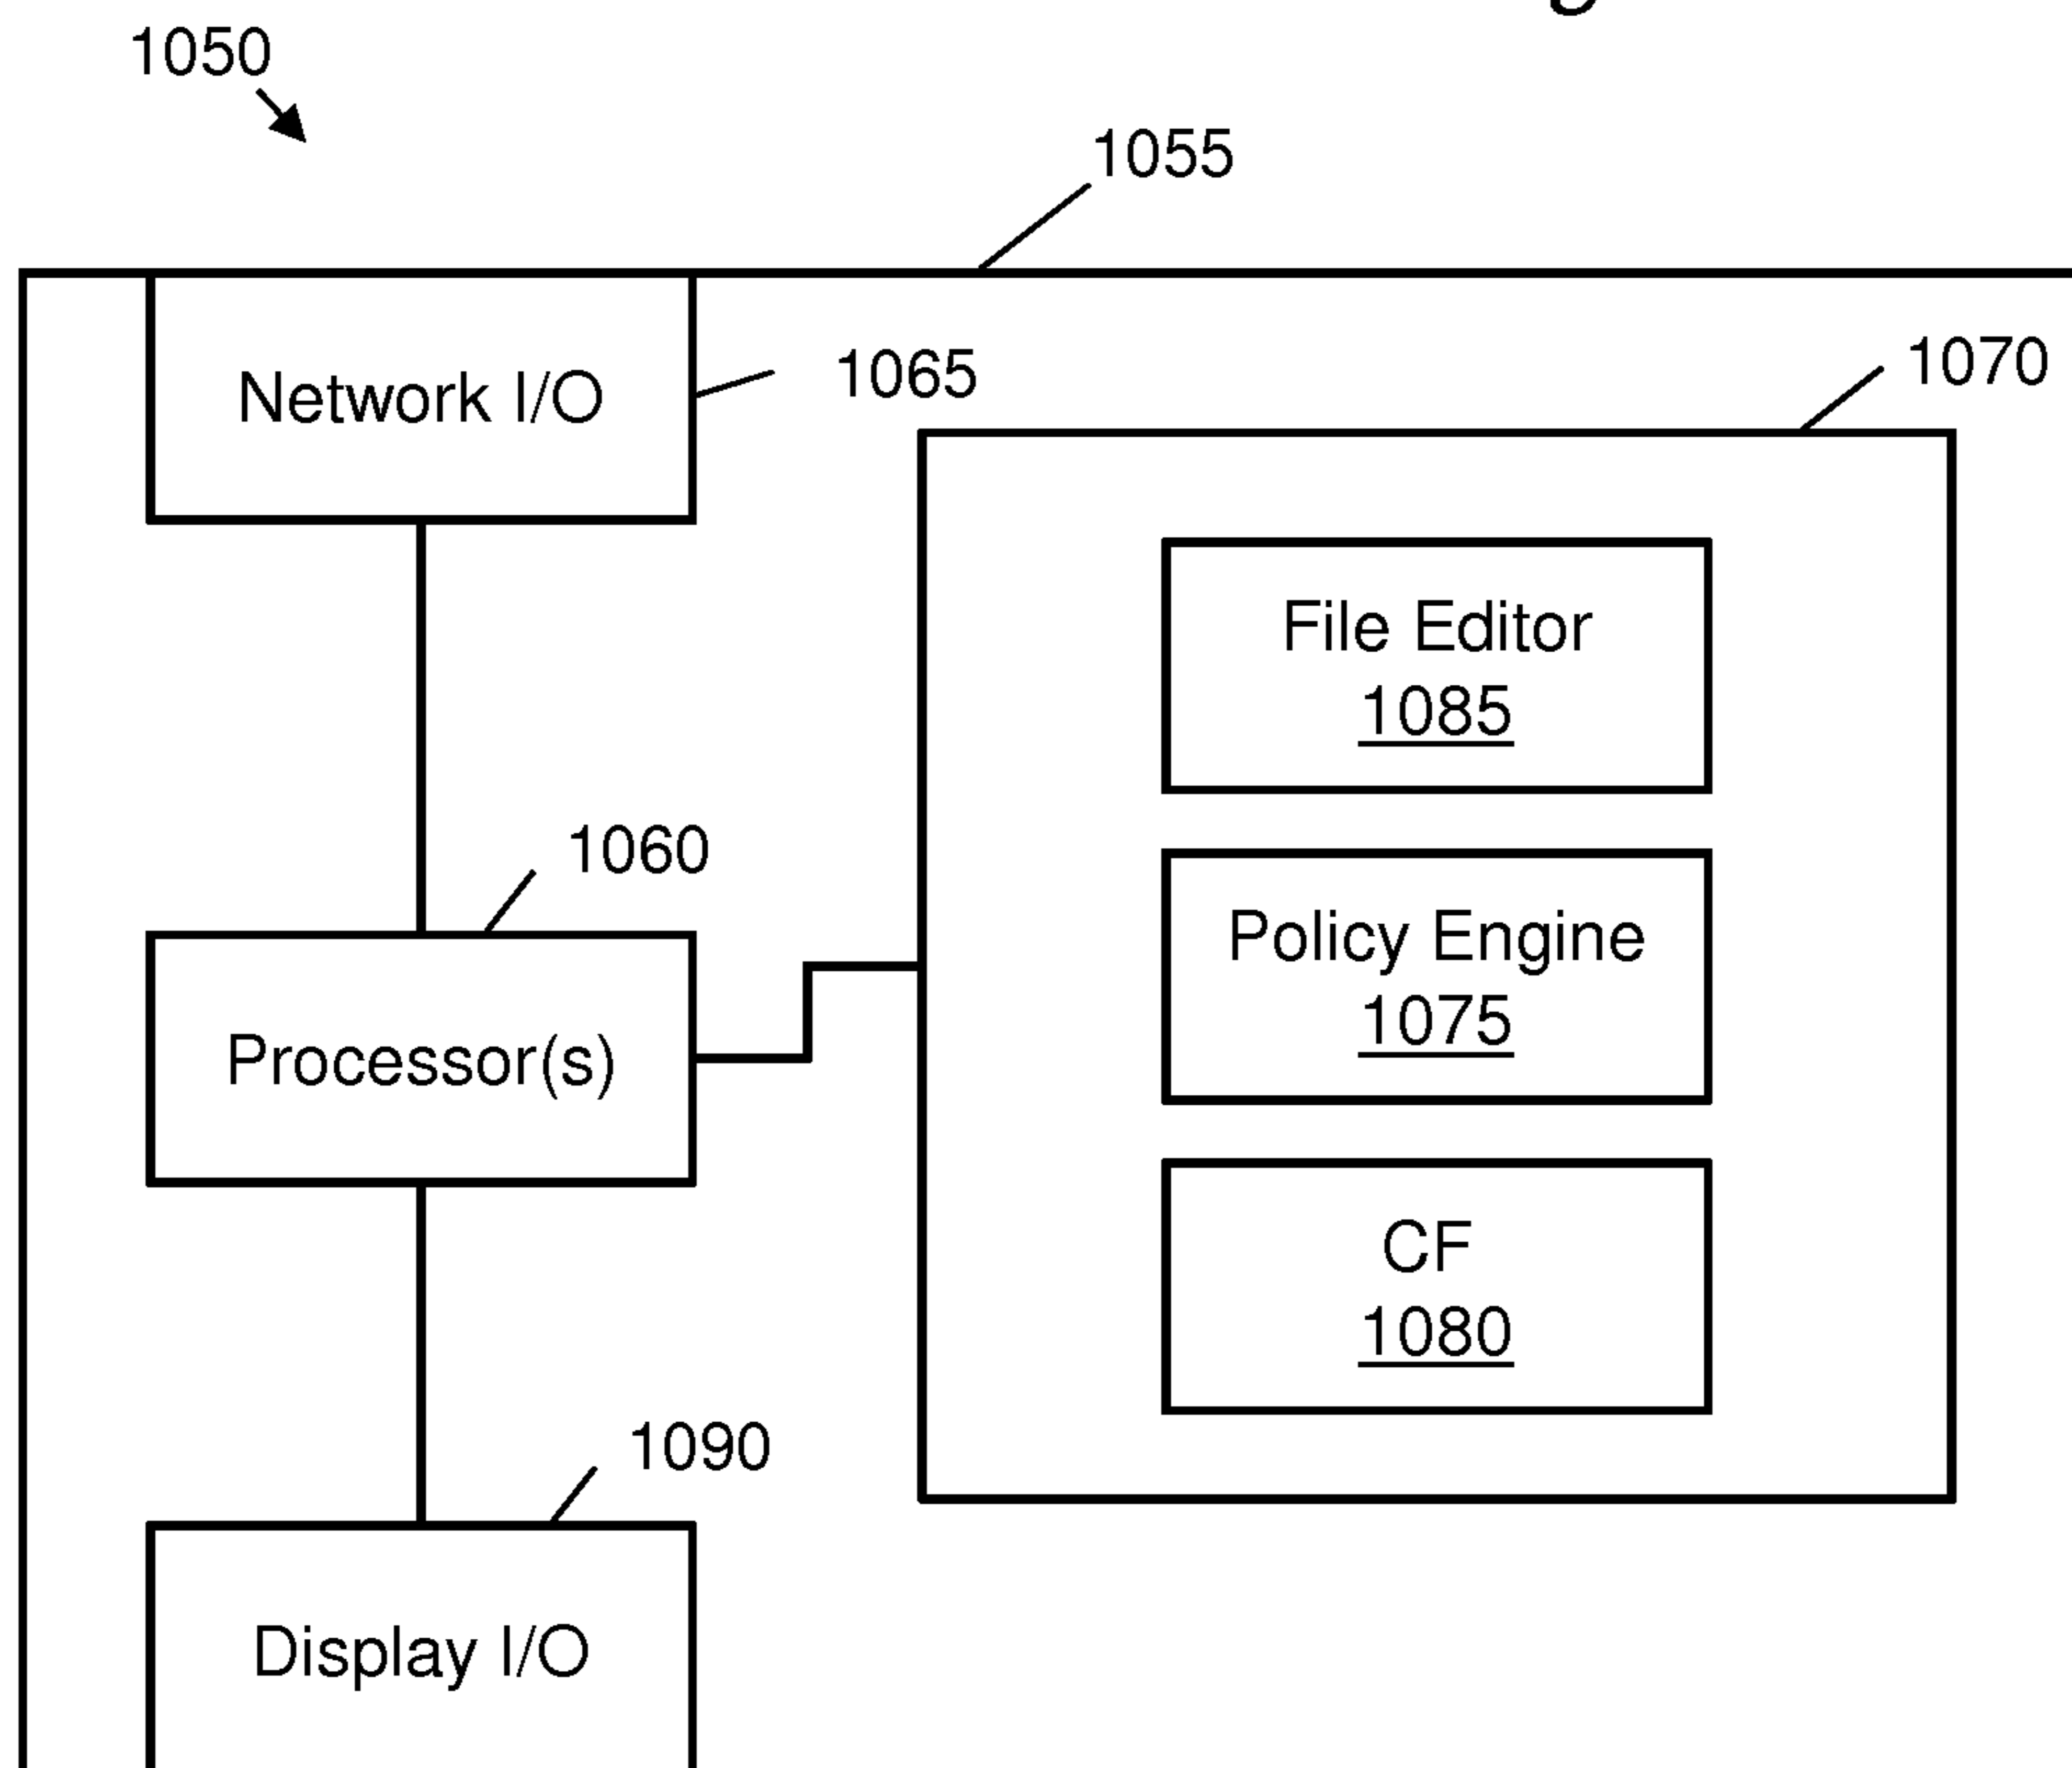 1050
1055
1070
Network I/O
1065
File Editor
1085
1060
Policy Engine
1075
Processor(s)
CF
1080
1090
Display I/O